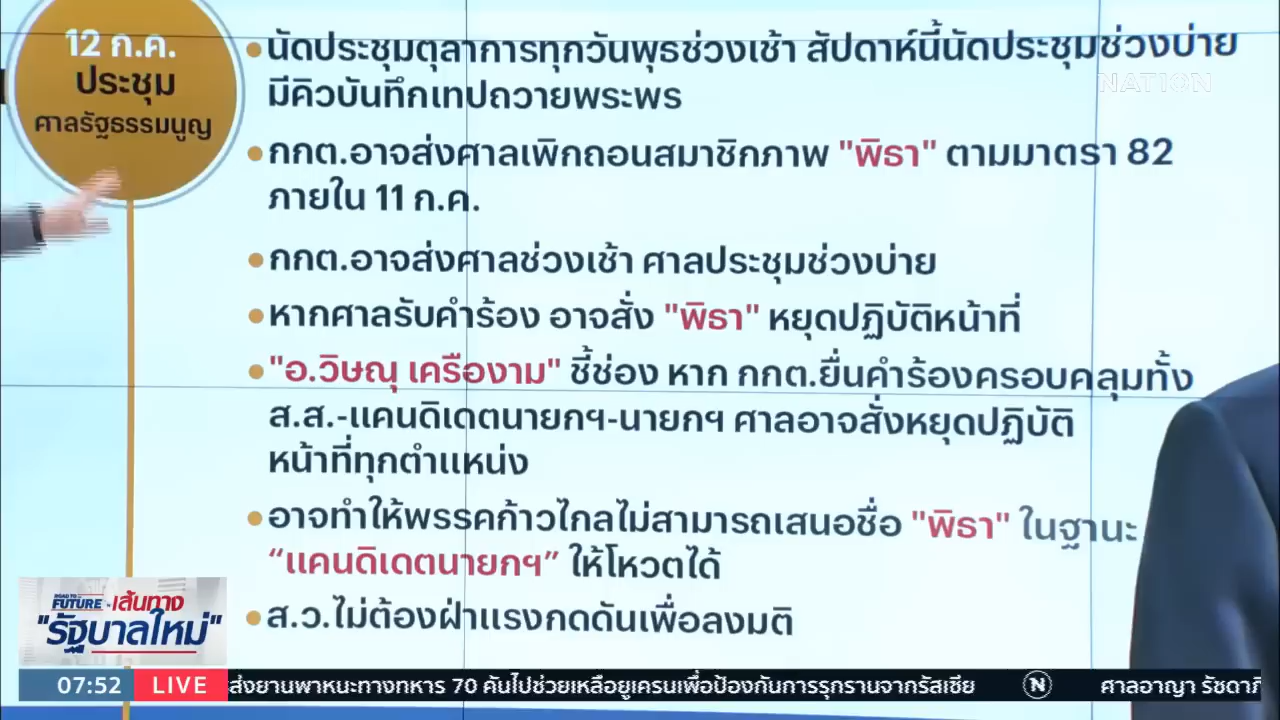 12 ก.ค.
ประชุม
ศาลรัฐธรรมนูญ
นัดประชุมตุลาการทุกวันพุธช่วงเช้า สัปดาห์นี้นัดประชุมช่วงบ่าย
มีคิวบันทึกเทปถวายพระพร
NATION
กกต.อาจส่งศาลเพิกถอนสมาชิกภาพ "พิธา" ตามมาตรา 82
ภายใน 11 ก.ค.
กกต.อาจส่งศาลช่วงเช้า ศาลประชุมช่วงบ่าย
หากศาลรับคำร้อง อาจสั่ง "พิธา" หยุดปฏิบัติหน้าที่
"อ.วิษณุ เครืองาม" ชี้ช่อง หาก กกต.ยื่นคำร้องครอบคลุมทั้ง
ส.ส.-แคนดิเดตนายกฯ-นายกฯ ศาลอาจสั่งหยุดปฏิบัติ
หน้าที่ทุกตำแหน่ง
อาจทำให้พรรคก้าวไกลไม่สามารถเสนอชื่อ "พิธา" ในฐานะ
“แคนดิเดตนายกฯ” ให้โหวตได้
ส.ว.ไม่ต้องฝ่าแรงกดดันเพื่อลงมติ
ROAD TO
FUTURE เส้นทาง
"รัฐบาลใหม่"
07:52 LIVE ส่งยานพาหนะทางทหาร 70 คันไปช่วยเหลือยูเครนเพื่อป้องกันการรุกรานจากรัสเซีย N ศาลอาญา